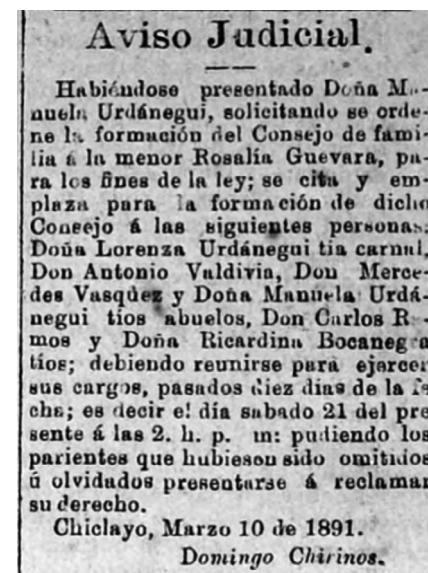 Aviso Judicial.
Habiéndose presentado Doña Ma-
nuela Urdánegui, solicitando se orde-
ne la formación del Consejo de fami-
lia á la menor Rosalía Guevara, pa-
ra los fines de la ley; se cita y em-
plaza para la formación de dicho
Consejo á las siguientes personas:
Doña Lorenza Urdánegui tia carnal,
Don Antonio Valdivia, Don Merce-
des Vasquez y Doña Manuela Urdá-
negui tios abuelos, Don Carlos Ra-
mos y Doña Ricardina Bocanegra
tíos; debiendo reunirse para ejercer
sus cargos, pasados diez dias de la fe
cha; es decir el día sabado 21 del pre
sente á las 2. h. p. m: pudiendo los
parientes que hubiesen sido omitidos
ú olvidados presentarse á reclamar
su derecho.
Chiclayo, Marzo 10 de 1891.
Domingo Chirinos.